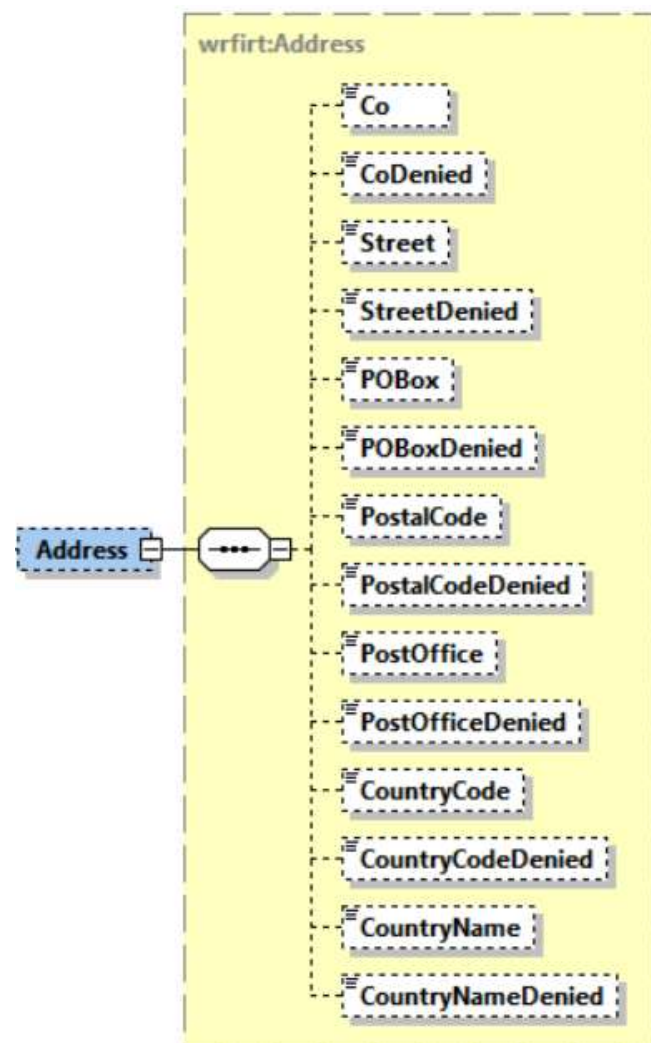 wrfirt:Address
Co
CoDenied
Street
StreetDenied
POBox
POBoxDenied
PostalCode
Address
PostalCodeDenied
PostOffice
PostOfficeDenied
CountryCode
CountryCodeDenied
CountryName
CountryNameDenied